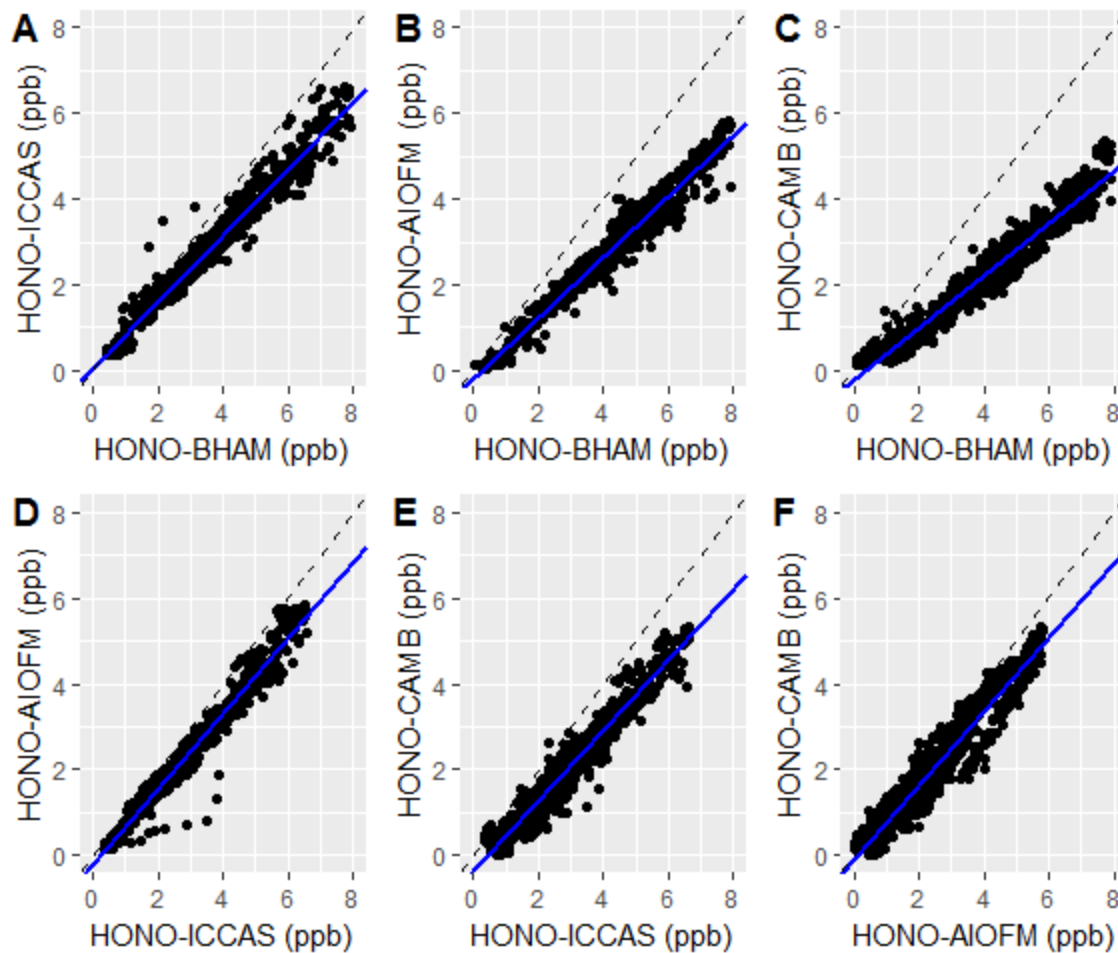 A
B
C
8
6
4
2
0
HONO-ICCAS (ppb)
0 2 4 6 8
HONO-BHAM (ppb)
8
6
4
2
0
HONO-AIOFM (ppb)
0 2 4 6 8
HONO-BHAM (ppb)
8
6
4
2
0
HONO-CAMB (ppb)
0 2 4 6 8
HONO-BHAM (ppb)
D
E
F
8
6
4
2
0
HONO-AIOFM (ppb)
0 2 4 6 8
HONO-ICCAS (ppb)
8
6
4
2
0
HONO-CAMB (ppb)
0 2 4 6 8
HONO-ICCAS (ppb)
8
6
4
2
0
HONO-CAMB (ppb)
0 2 4 6 8
HONO-AIOFM (ppb)